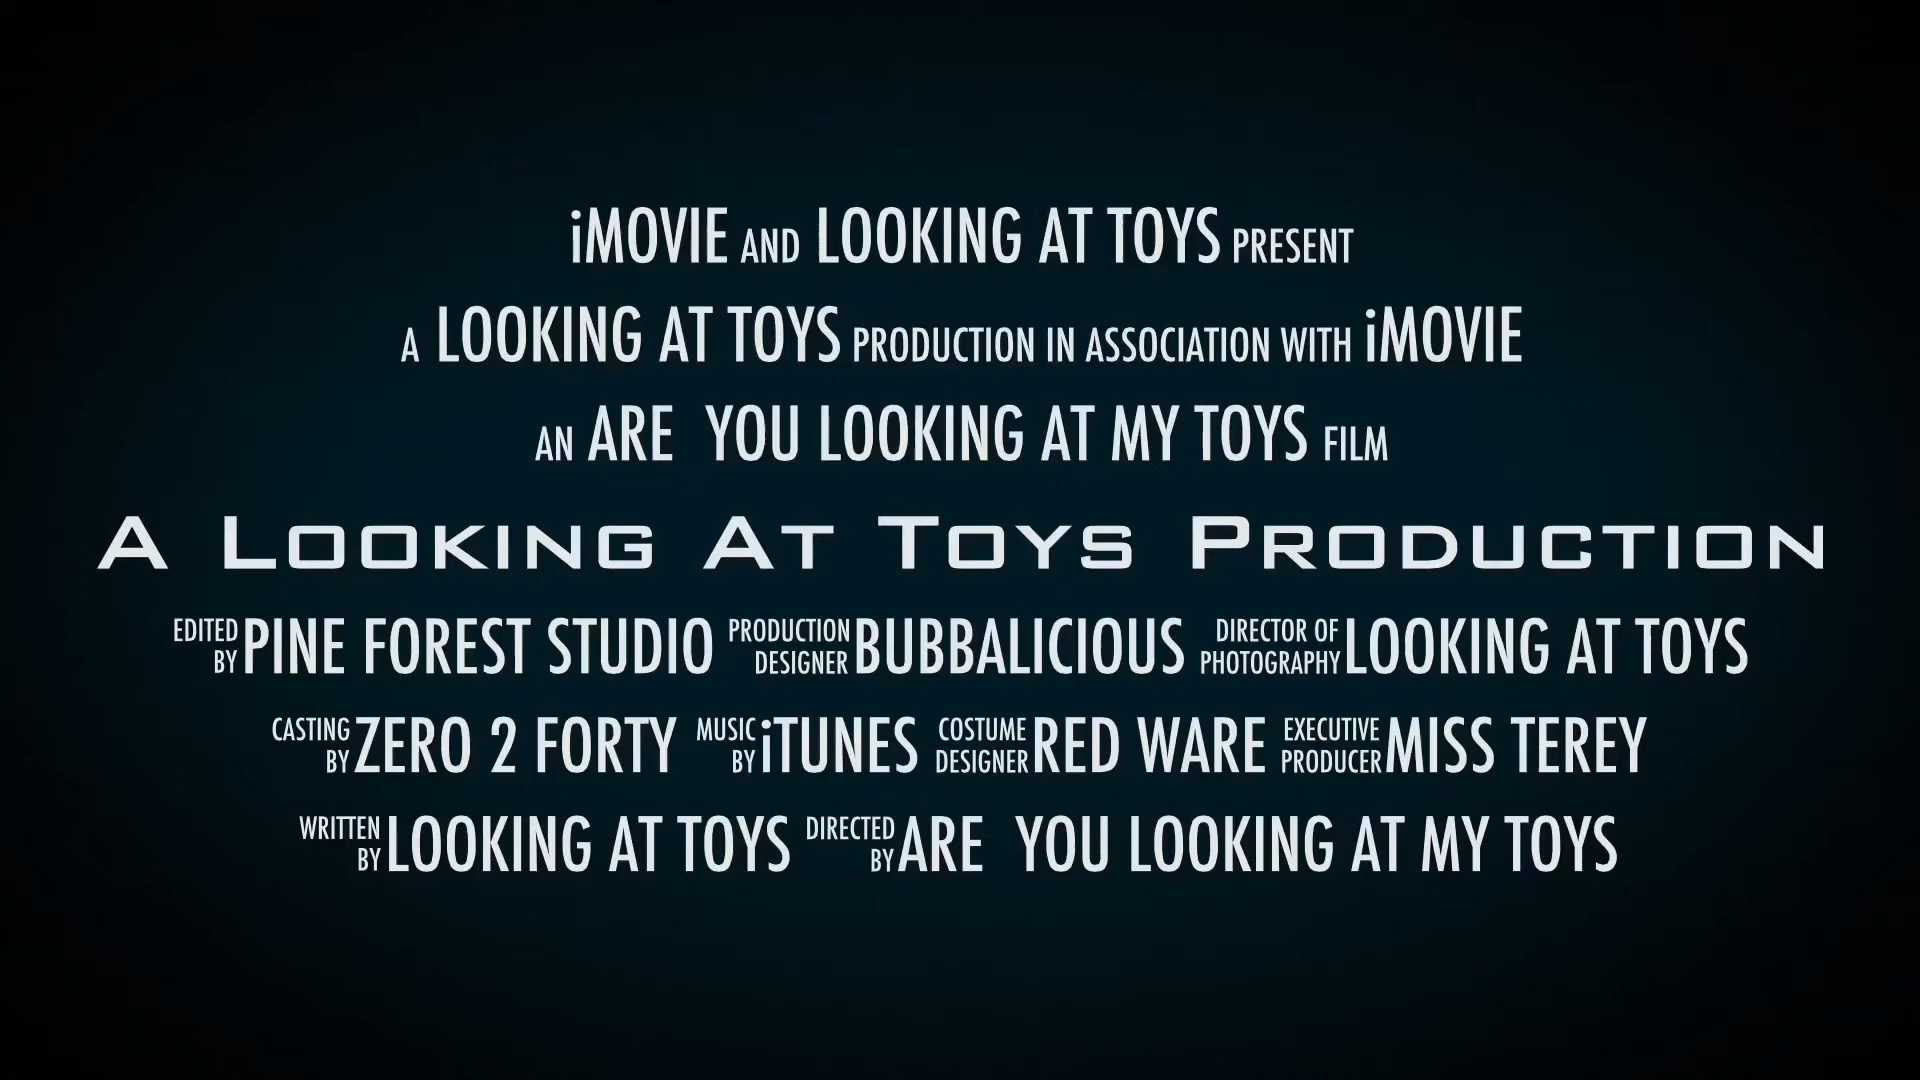 iMOVIE AND LOOKING AT TOYS PRESENT
A LOOKING AT TOYS PRODUCTION IN ASSOCIATION WITH iMOVIE
AN ARE  YOU LOOKING AT MY TOYS FILM
A LOOKING AT TOYS PRODUCTION
EDITED BY PINE FOREST STUDIO PRODUCTION DESIGNER BUBBALICIOUS DIRECTOR OF PHOTOGRAPHY LOOKING AT TOYS
CASTING BY ZERO 2 FORTY MUSIC BY iTUNES COSTUME DESIGNER RED WARE EXECUTIVE PRODUCER MISS TEREY
WRITTEN BY LOOKING AT TOYS DIRECTED BY ARE  YOU LOOKING AT MY TOYS